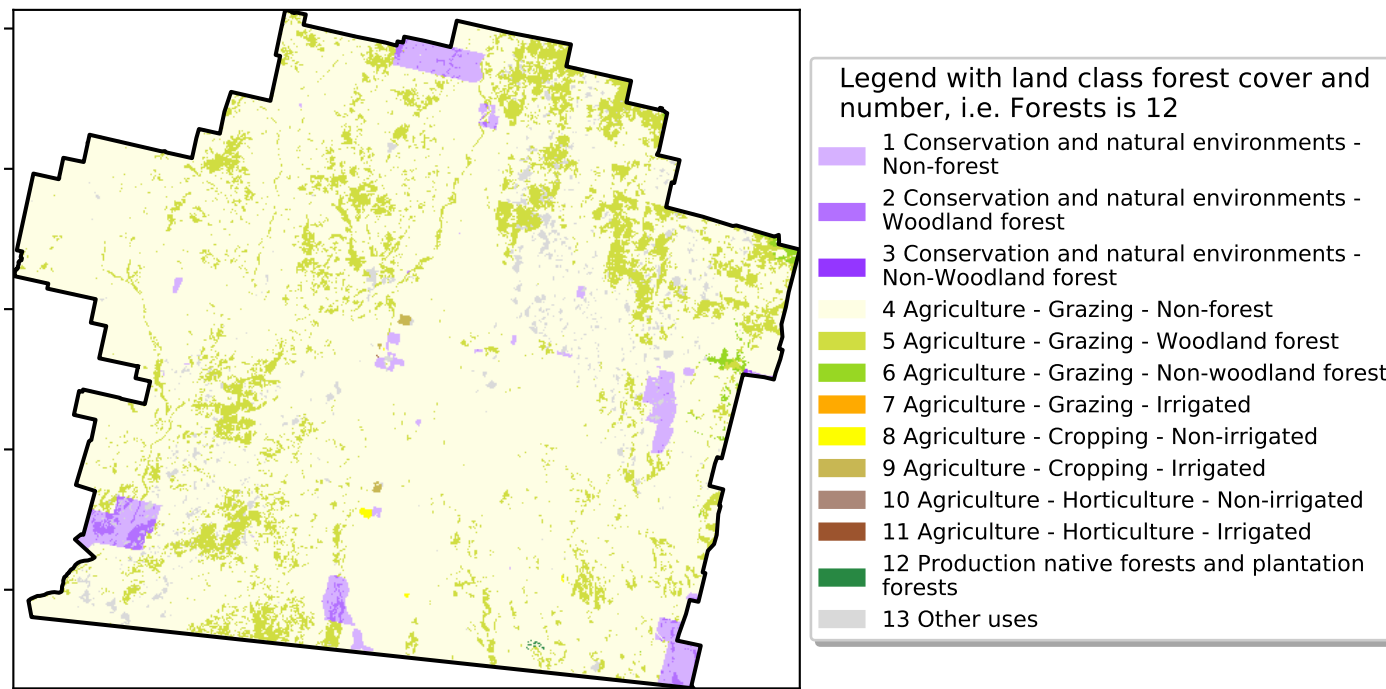 Legend with land class forest cover and
number, i.e. Forests is 12
1 Conservation and natural environments -
Non-forest
2 Conservation and natural environments -
Woodland forest
3 Conservation and natural environments -
Non-Woodland forest
4 Agriculture - Grazing - Non-forest
5 Agriculture - Grazing - Woodland forest
6 Agriculture - Grazing - Non-woodland forest
7 Agriculture - Grazing - Irrigated
8 Agriculture - Cropping - Non-irrigated
9 Agriculture - Cropping - Irrigated
10 Agriculture - Horticulture - Non-irrigated
11 Agriculture - Horticulture - Irrigated
12 Production native forests and plantation
forests
13 Other uses